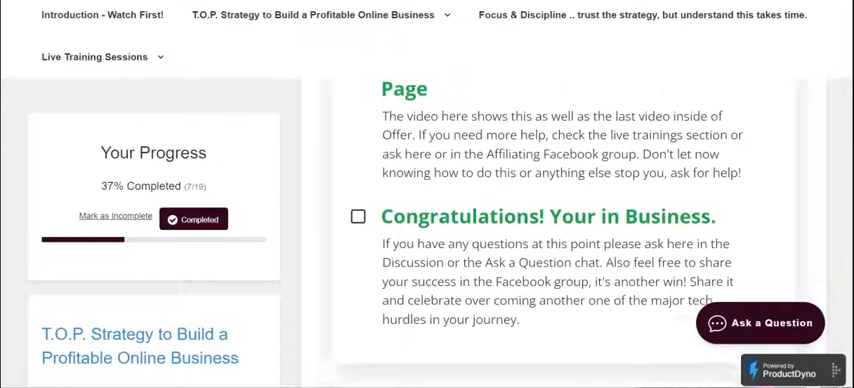 Introduction - Watch First!
T.O.P. Strategy to Build a Profitable Online Business
Focus & Discipline .. trust the strategy, but understand this takes time.
Live Training Sessions
Your Progress
37% Completed (7/19)
Mark as Incomplete
Completed
T.O.P. Strategy to Build a
Profitable Online Business
Page
The video here shows this as well as the last video inside of
Offer. If you need more help, check the live trainings section or
ask here or in the Affiliating Facebook group. Don't let now
knowing how to do this or anything else stop you, ask for help!
Congratulations! Your in Business.
If you have any questions at this point please ask here in the
Discussion or the Ask a Question chat. Also feel free to share
your success in the Facebook group, it's another win! Share it
and celebrate over coming another one of the major tech
hurdles in your journey.
Ask a Question
Powered by
ProductDyno